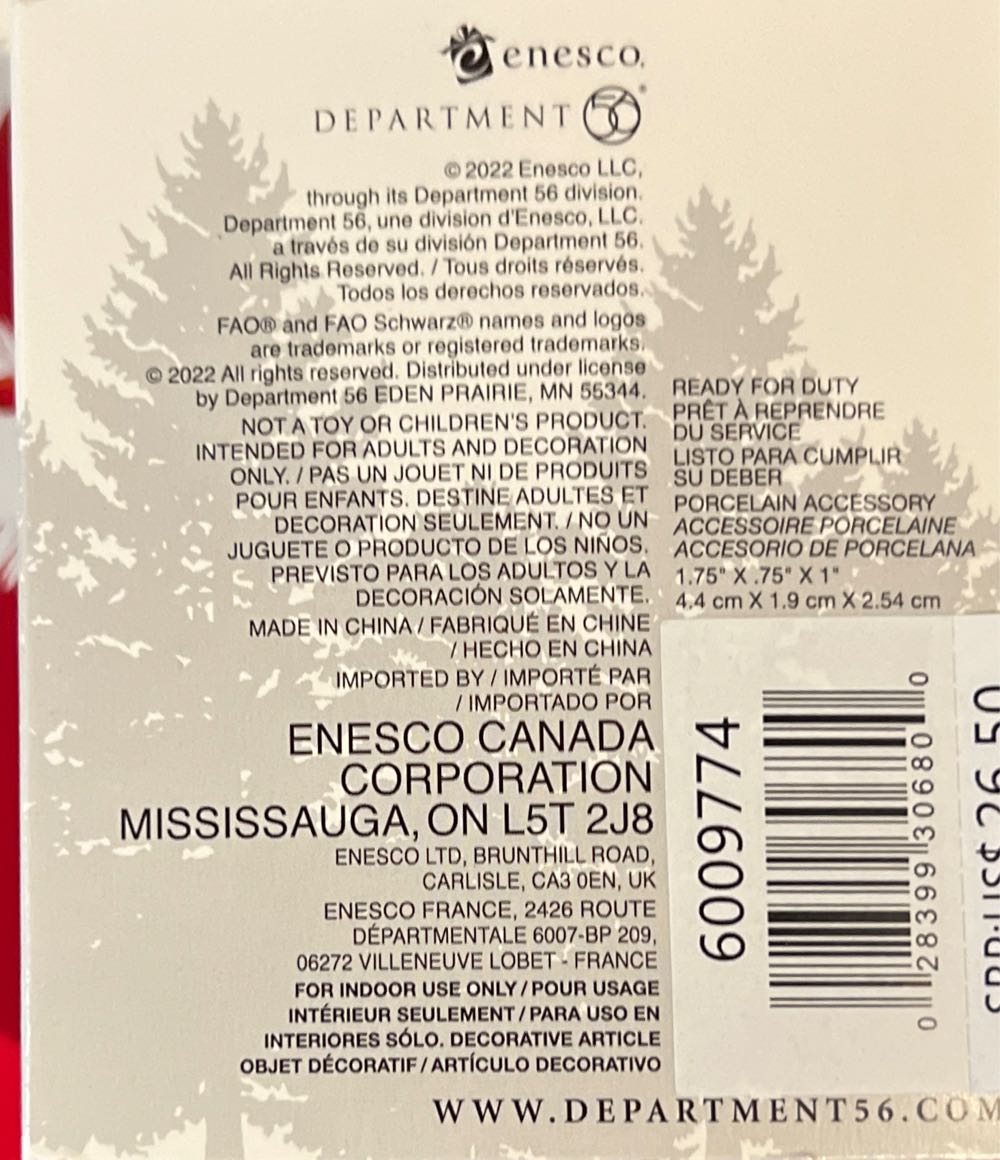 enesco.
DEPARTMENT 56®
© 2022 Enesco LLC,
through its Department 56 division.
Department 56, une division d'Enesco, LLC.
a través de su división Department 56.
All Rights Reserved. / Tous droits réservés.
Todos los derechos reservados.
FAO® and FAO Schwarz® names and logos
are trademarks or registered trademarks.
© 2022 All rights reserved. Distributed under license
by Department 56 EDEN PRAIRIE, MN 55344.
NOT A TOY OR CHILDREN'S PRODUCT.
INTENDED FOR ADULTS AND DECORATION
ONLY. / PAS UN JOUET NI DE PRODUITS
POUR ENFANTS. DESTINE ADULTES ET
DECORATION SEULEMENT. / NO UN
JUGUETE O PRODUCTO DE LOS NIÑOS.
PREVISTO PARA LOS ADULTOS Y LA
DECORACIÓN SOLAMENTE.
MADE IN CHINA / FABRIQUÉ EN CHINE
/ HECHO EN CHINA
IMPORTED BY / IMPORTÉ PAR
/ IMPORTADO POR
ENESCO CANADA
CORPORATION
MISSISSAUGA, ON L5T 2J8
ENESCO LTD, BRUNTHILL ROAD,
CARLISLE, CA3 0EN, UK
ENESCO FRANCE, 2426 ROUTE
DÉPARTMENTALE 6007-BP 209,
06272 VILLENEUVE LOBET - FRANCE
FOR INDOOR USE ONLY / POUR USAGE
INTÉRIEUR SEULEMENT / PARA USO EN
INTERIORES SÓLO. DECORATIVE ARTICLE
OBJET DÉCORATIF / ARTÍCULO DECORATIVO
READY FOR DUTY
PRÊT À REPRENDRE
DU SERVICE
LISTO PARA CUMPLIR
SU DEBER
PORCELAIN ACCESSORY
ACCESSOIRE PORCELAINE
ACCESORIO DE PORCELANA
1.75" X .75" X 1"
4.4 cm X 1.9 cm X 2.54 cm
6009774
0 28399 30680 0
SRP:US$ 26.50
WWW.DEPARTMENT56.COM